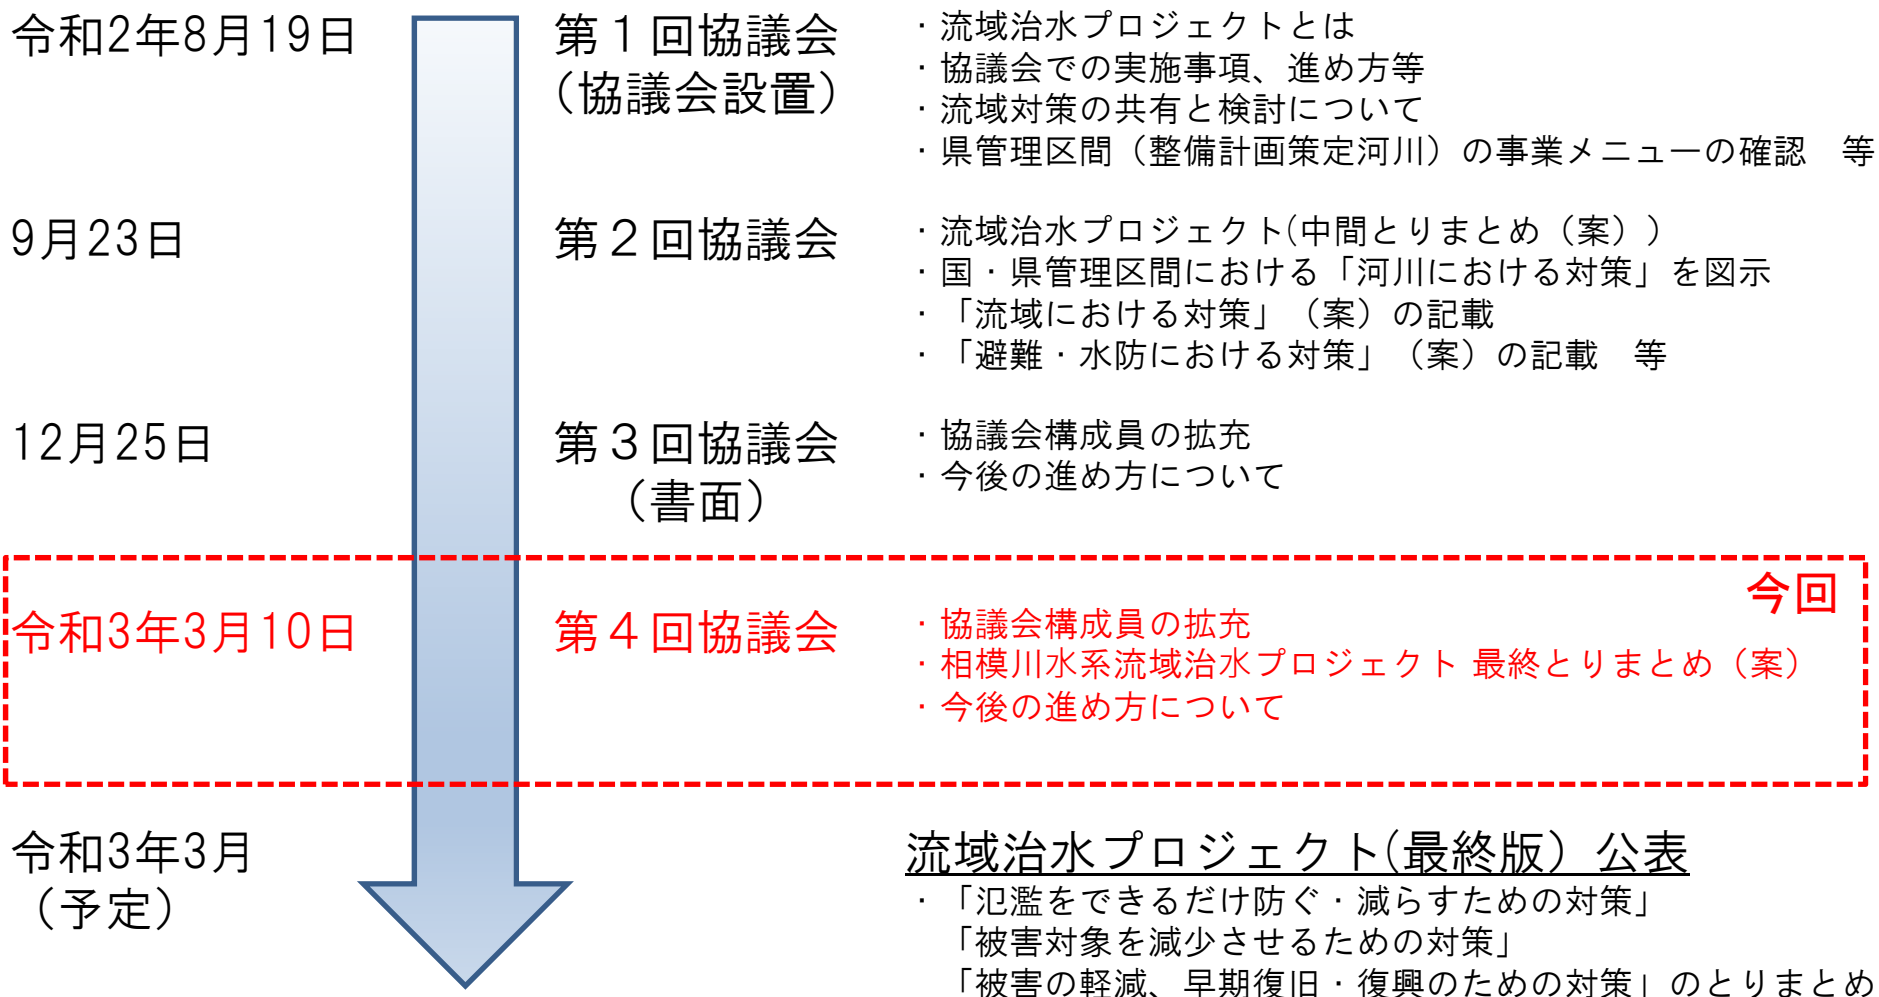 令和2年8月19日
第１回協議会
（協議会設置）
・流域治水プロジェクトとは
・協議会での実施事項、進め方等
・流域対策の共有と検討について
・県管理区間（整備計画策定河川）の事業メニューの確認　等
9月23日
第２回協議会
・流域治水プロジェクト(中間とりまとめ（案）)
・国・県管理区間における「河川における対策」を図示
・「流域における対策」（案）の記載
・「避難・水防における対策」（案）の記載　等
12月25日
第３回協議会
（書面）
・協議会構成員の拡充
・今後の進め方について
今回
令和3年3月10日
第４回協議会
・協議会構成員の拡充
・相模川水系流域治水プロジェクト 最終とりまとめ（案）
・今後の進め方について
令和3年3月
（予定）
流域治水プロジェクト(最終版）公表
・「氾濫をできるだけ防ぐ・減らすための対策」
「被害対象を減少させるための対策」
「被害の軽減、早期復旧・復興のための対策」のとりまとめ